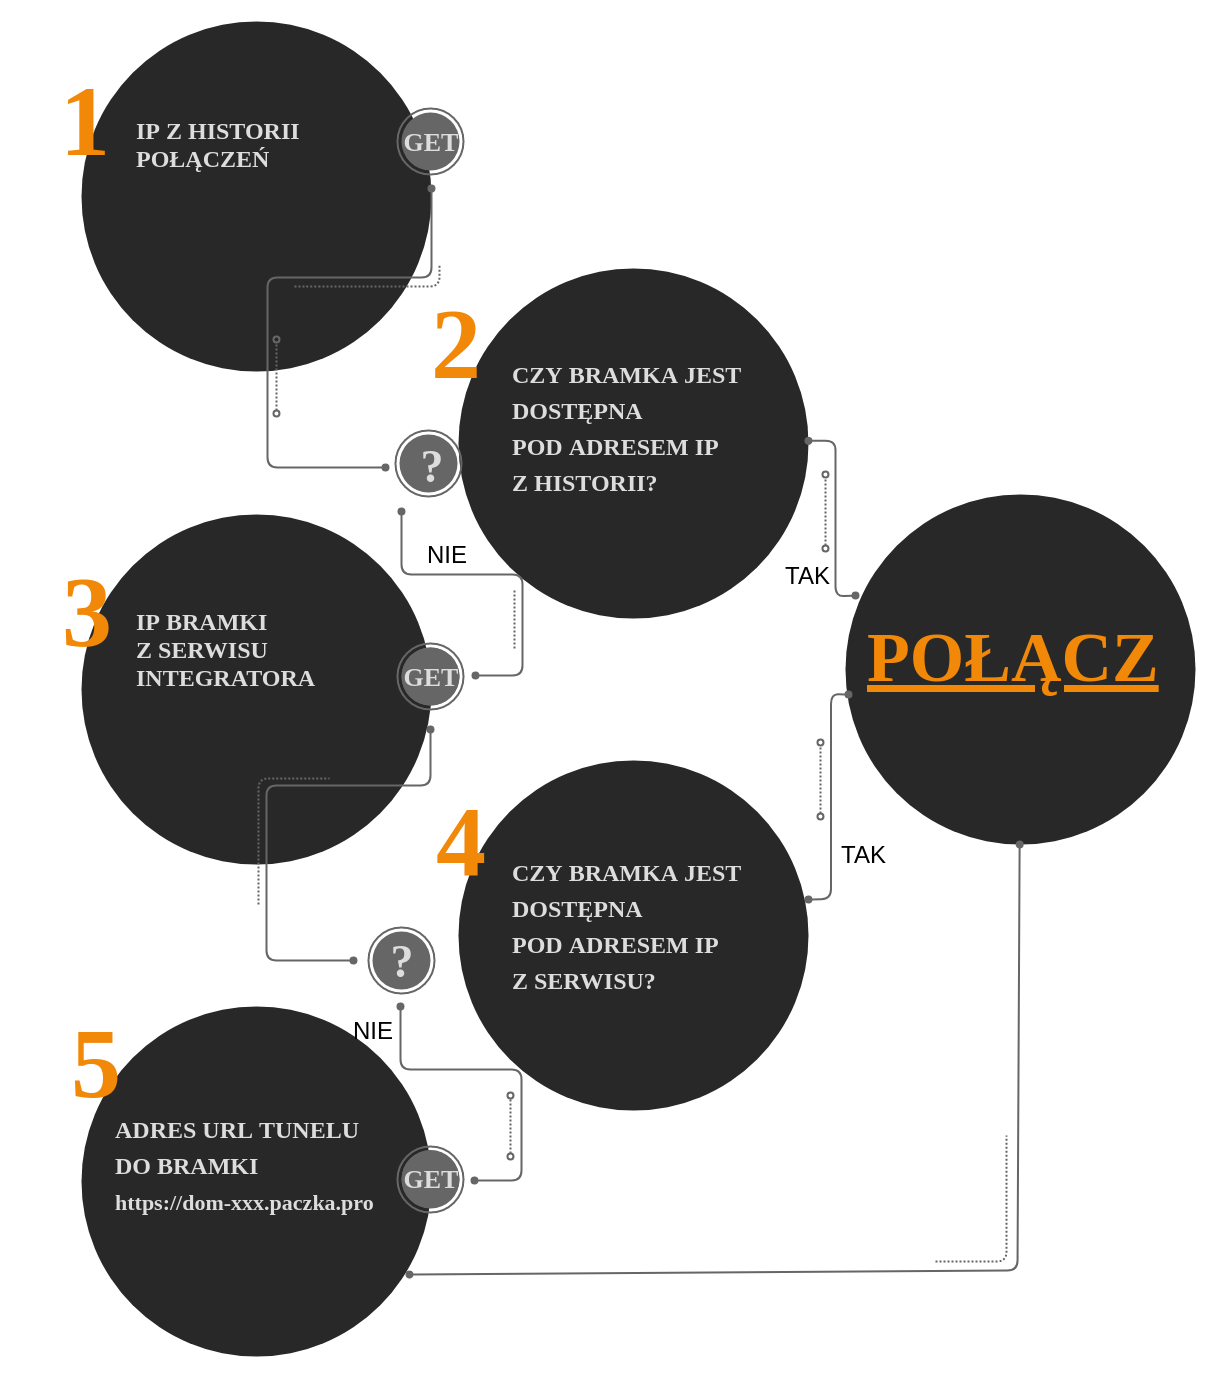 1
IP Z HISTORII
POŁĄCZEŃ
GET
2
CZY BRAMKA JEST
DOSTĘPNA
POD ADRESEM IP
Z HISTORII?
?
NIE
TAK
3
IP BRAMKI
Z SERWISU
INTEGRATORA
GET
POŁĄCZ
4
CZY BRAMKA JEST
DOSTĘPNA
POD ADRESEM IP
Z SERWISU?
TAK
?
NIE
5
ADRES URL TUNELU
DO BRAMKI
https://dom-xxx.paczka.pro
GET